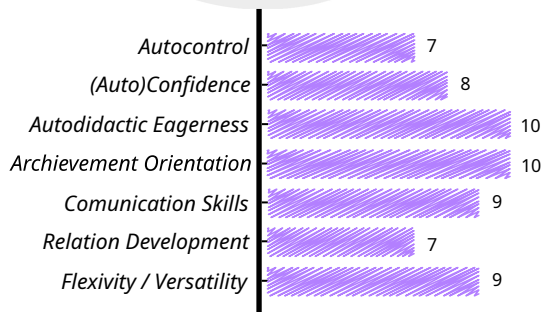 Autocontrol 7
(Auto)Confidence 8
Autodidactic Eagerness 10
Archievement Orientation 10
Comunication Skills 9
Relation Development 7
Flexivity / Versatility 9